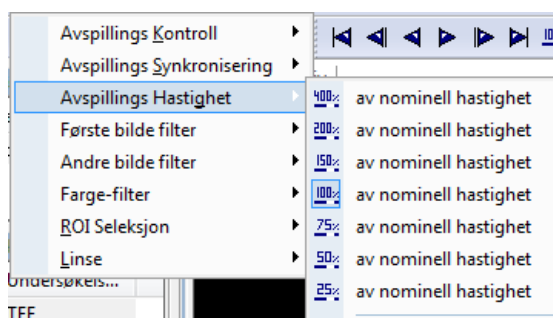 Avspillings Kontroll
Avspillings Synkronisering
Avspillings Hastighet
Første bilde filter
Andre bilde filter
Farge-filter
ROI Seleksjon
Linse
Undersøkels...
TEE
400% av nominell hastighet
200% av nominell hastighet
150% av nominell hastighet
100% av nominell hastighet
75% av nominell hastighet
50% av nominell hastighet
25% av nominell hastighet